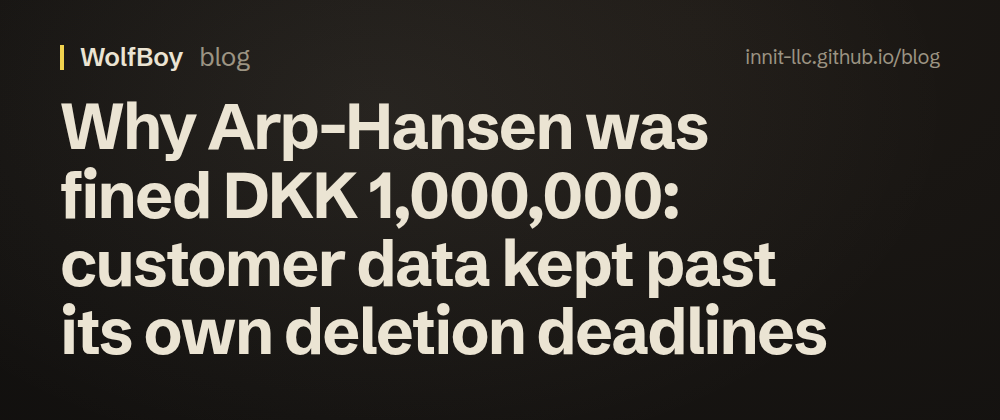 WolfBoy blog
innit-llc.github.io/blog
Why Arp-Hansen was
fined DKK 1,000,000:
customer data kept past
its own deletion deadlines